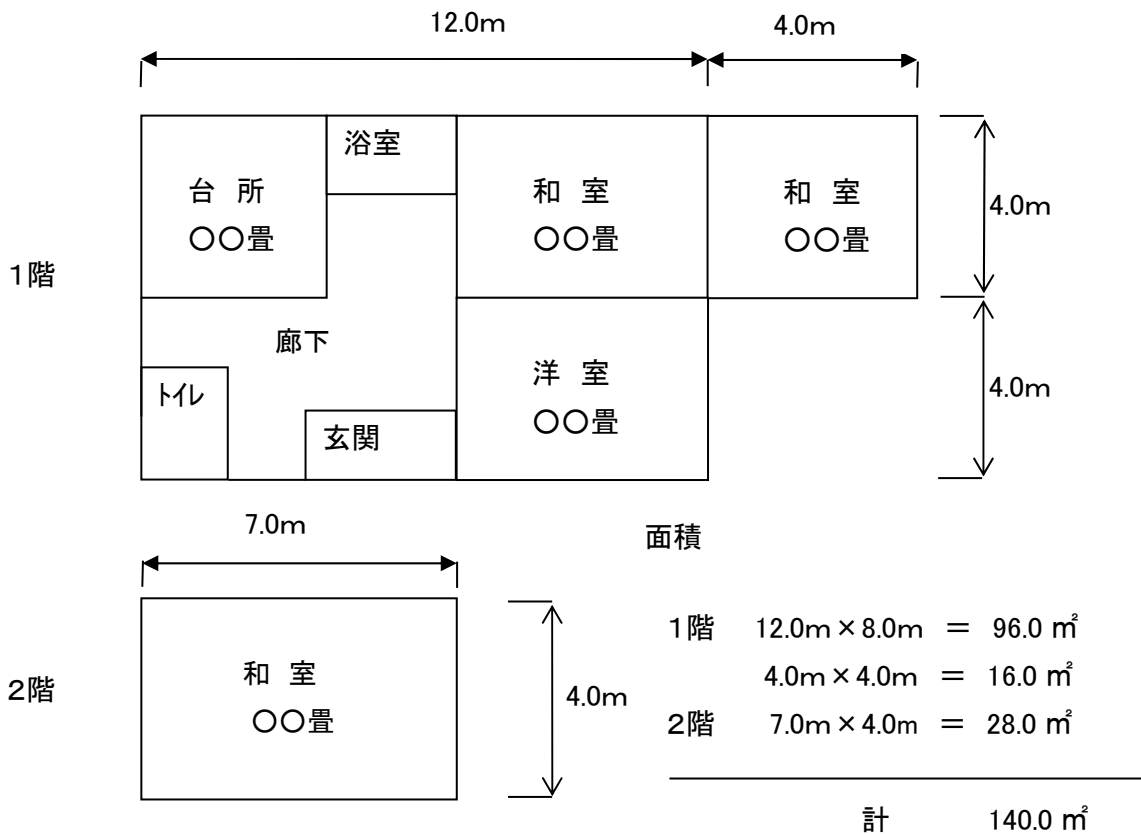 12.0m
4.0m
浴室
台 所
○○畳
和 室
○○畳
和 室
○○畳
4.0m
1階
廊下
トイレ
玄関
洋 室
○○畳
4.0m
7.0m
2階
和 室
○○畳
4.0m
面積
1階 12.0m×8.0m = 96.0 ㎡
4.0m×4.0m = 16.0 ㎡
2階 7.0m×4.0m = 28.0 ㎡
計 140.0 ㎡